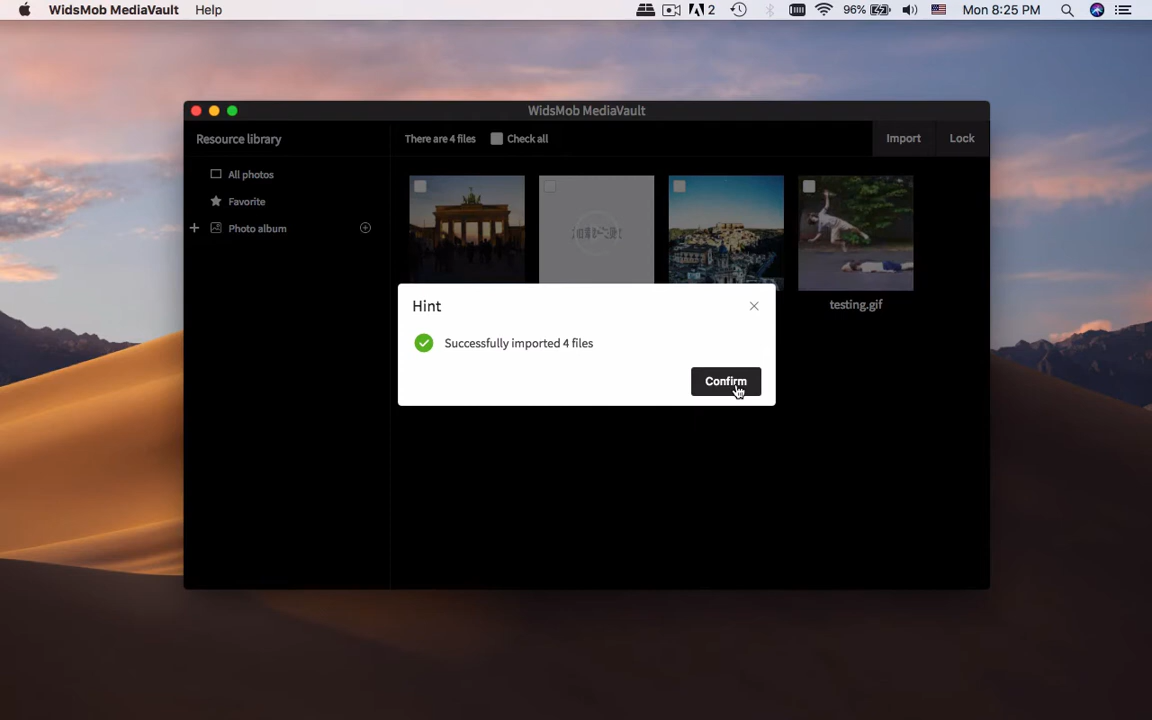 WidsMob MediaVault Help 2 96% Mon 8:25 PM
WidsMob MediaVault
Resource library
There are 4 files Check all Import Lock
All photos
Favorite
Photo album
testing.gif
Hint
Successfully imported 4 files
Confirm